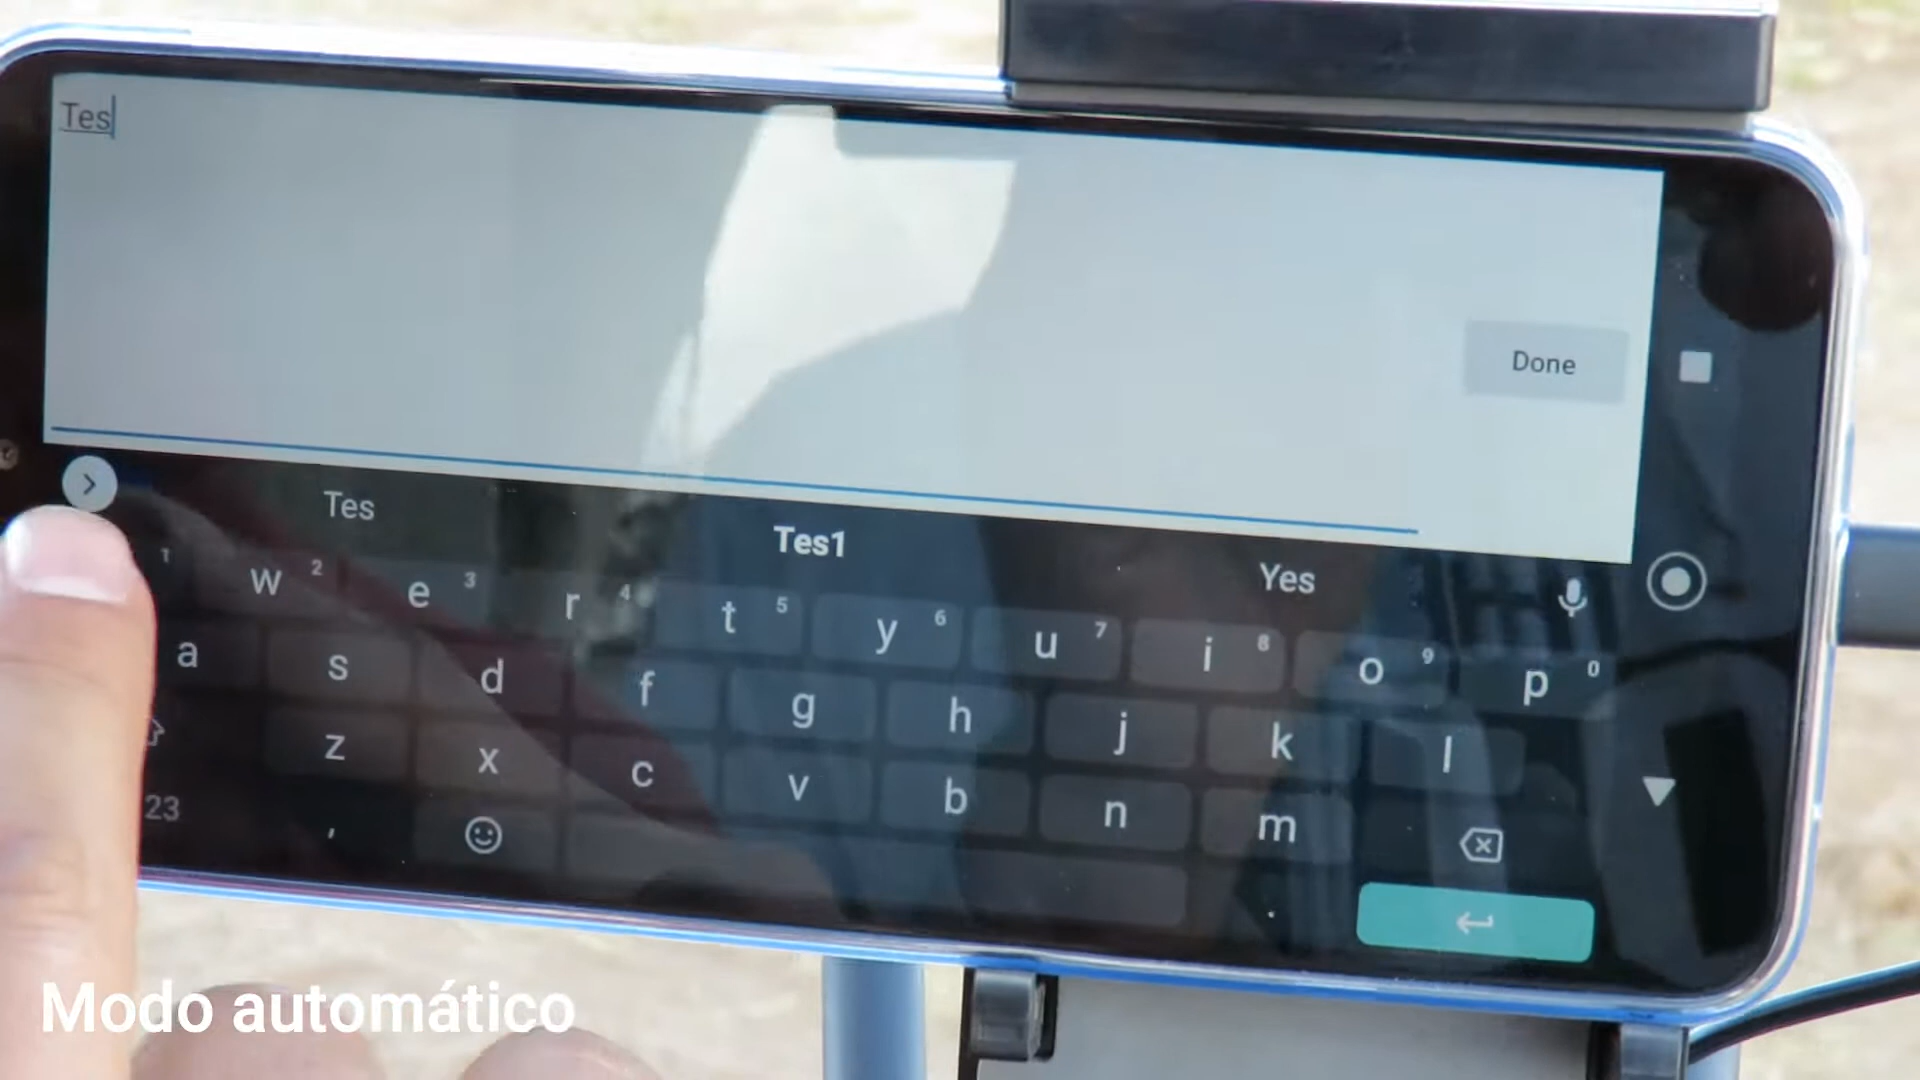 Tes
Done
Tes Tes1 Yes
1 w 2 e 3 r 4 t 5 y 6 u 7 i 8 o 9 p 0
a s d f g h j k l
z x c v b n m
23 , .
Modo automático